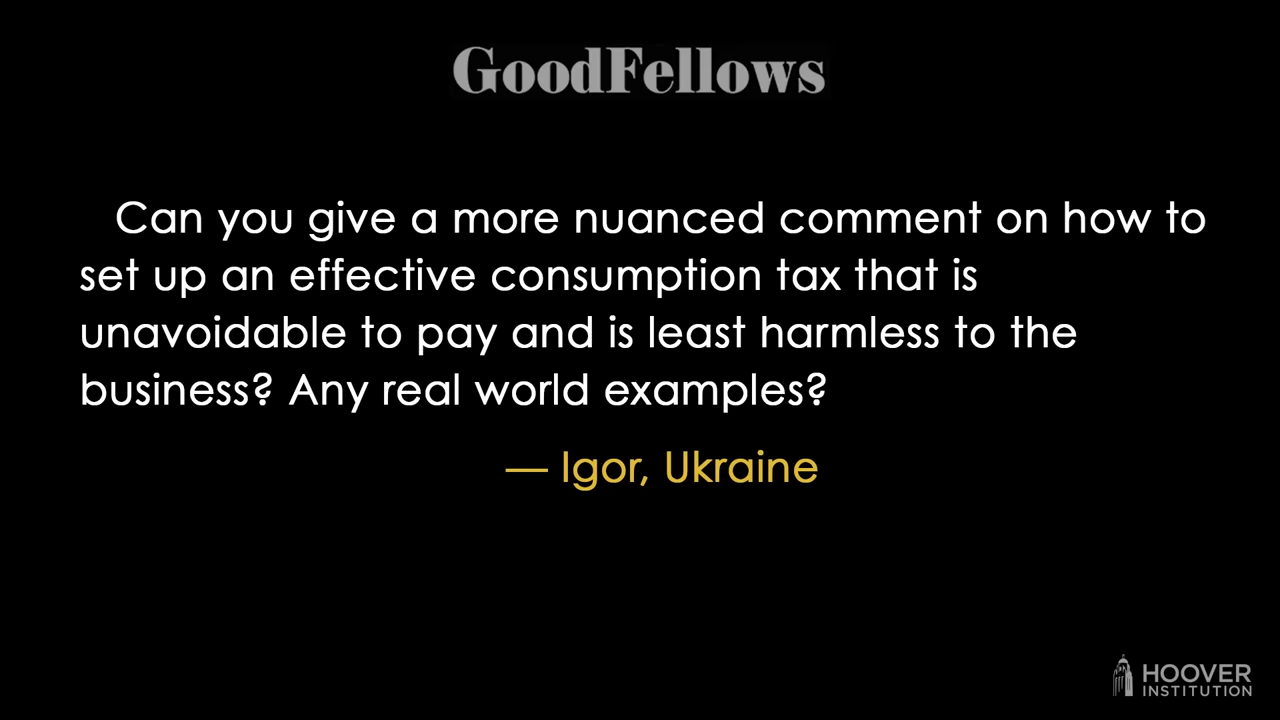 GoodFellows
Can you give a more nuanced comment on how to
set up an effective consumption tax that is
unavoidable to pay and is least harmless to the
business? Any real world examples?
— Igor, Ukraine
HOOVER
INSTITUTION